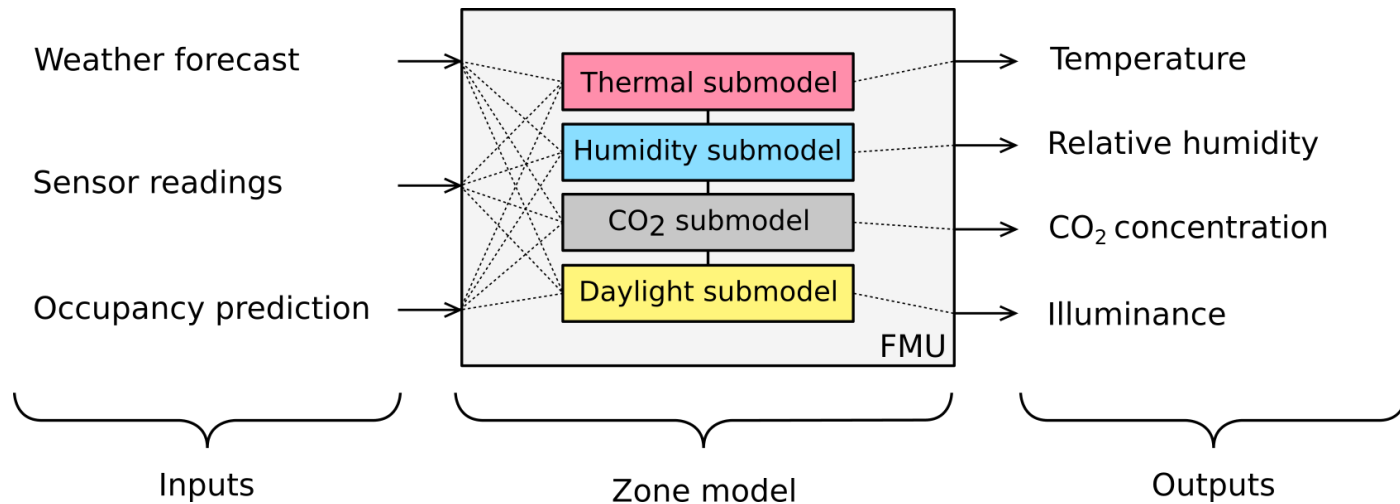 Weather forecast
Sensor readings
Occupancy prediction
Thermal submodel
Humidity submodel
CO2 submodel
Daylight submodel
FMU
Temperature
Relative humidity
CO2 concentration
Illuminance
Inputs
Zone model
Outputs